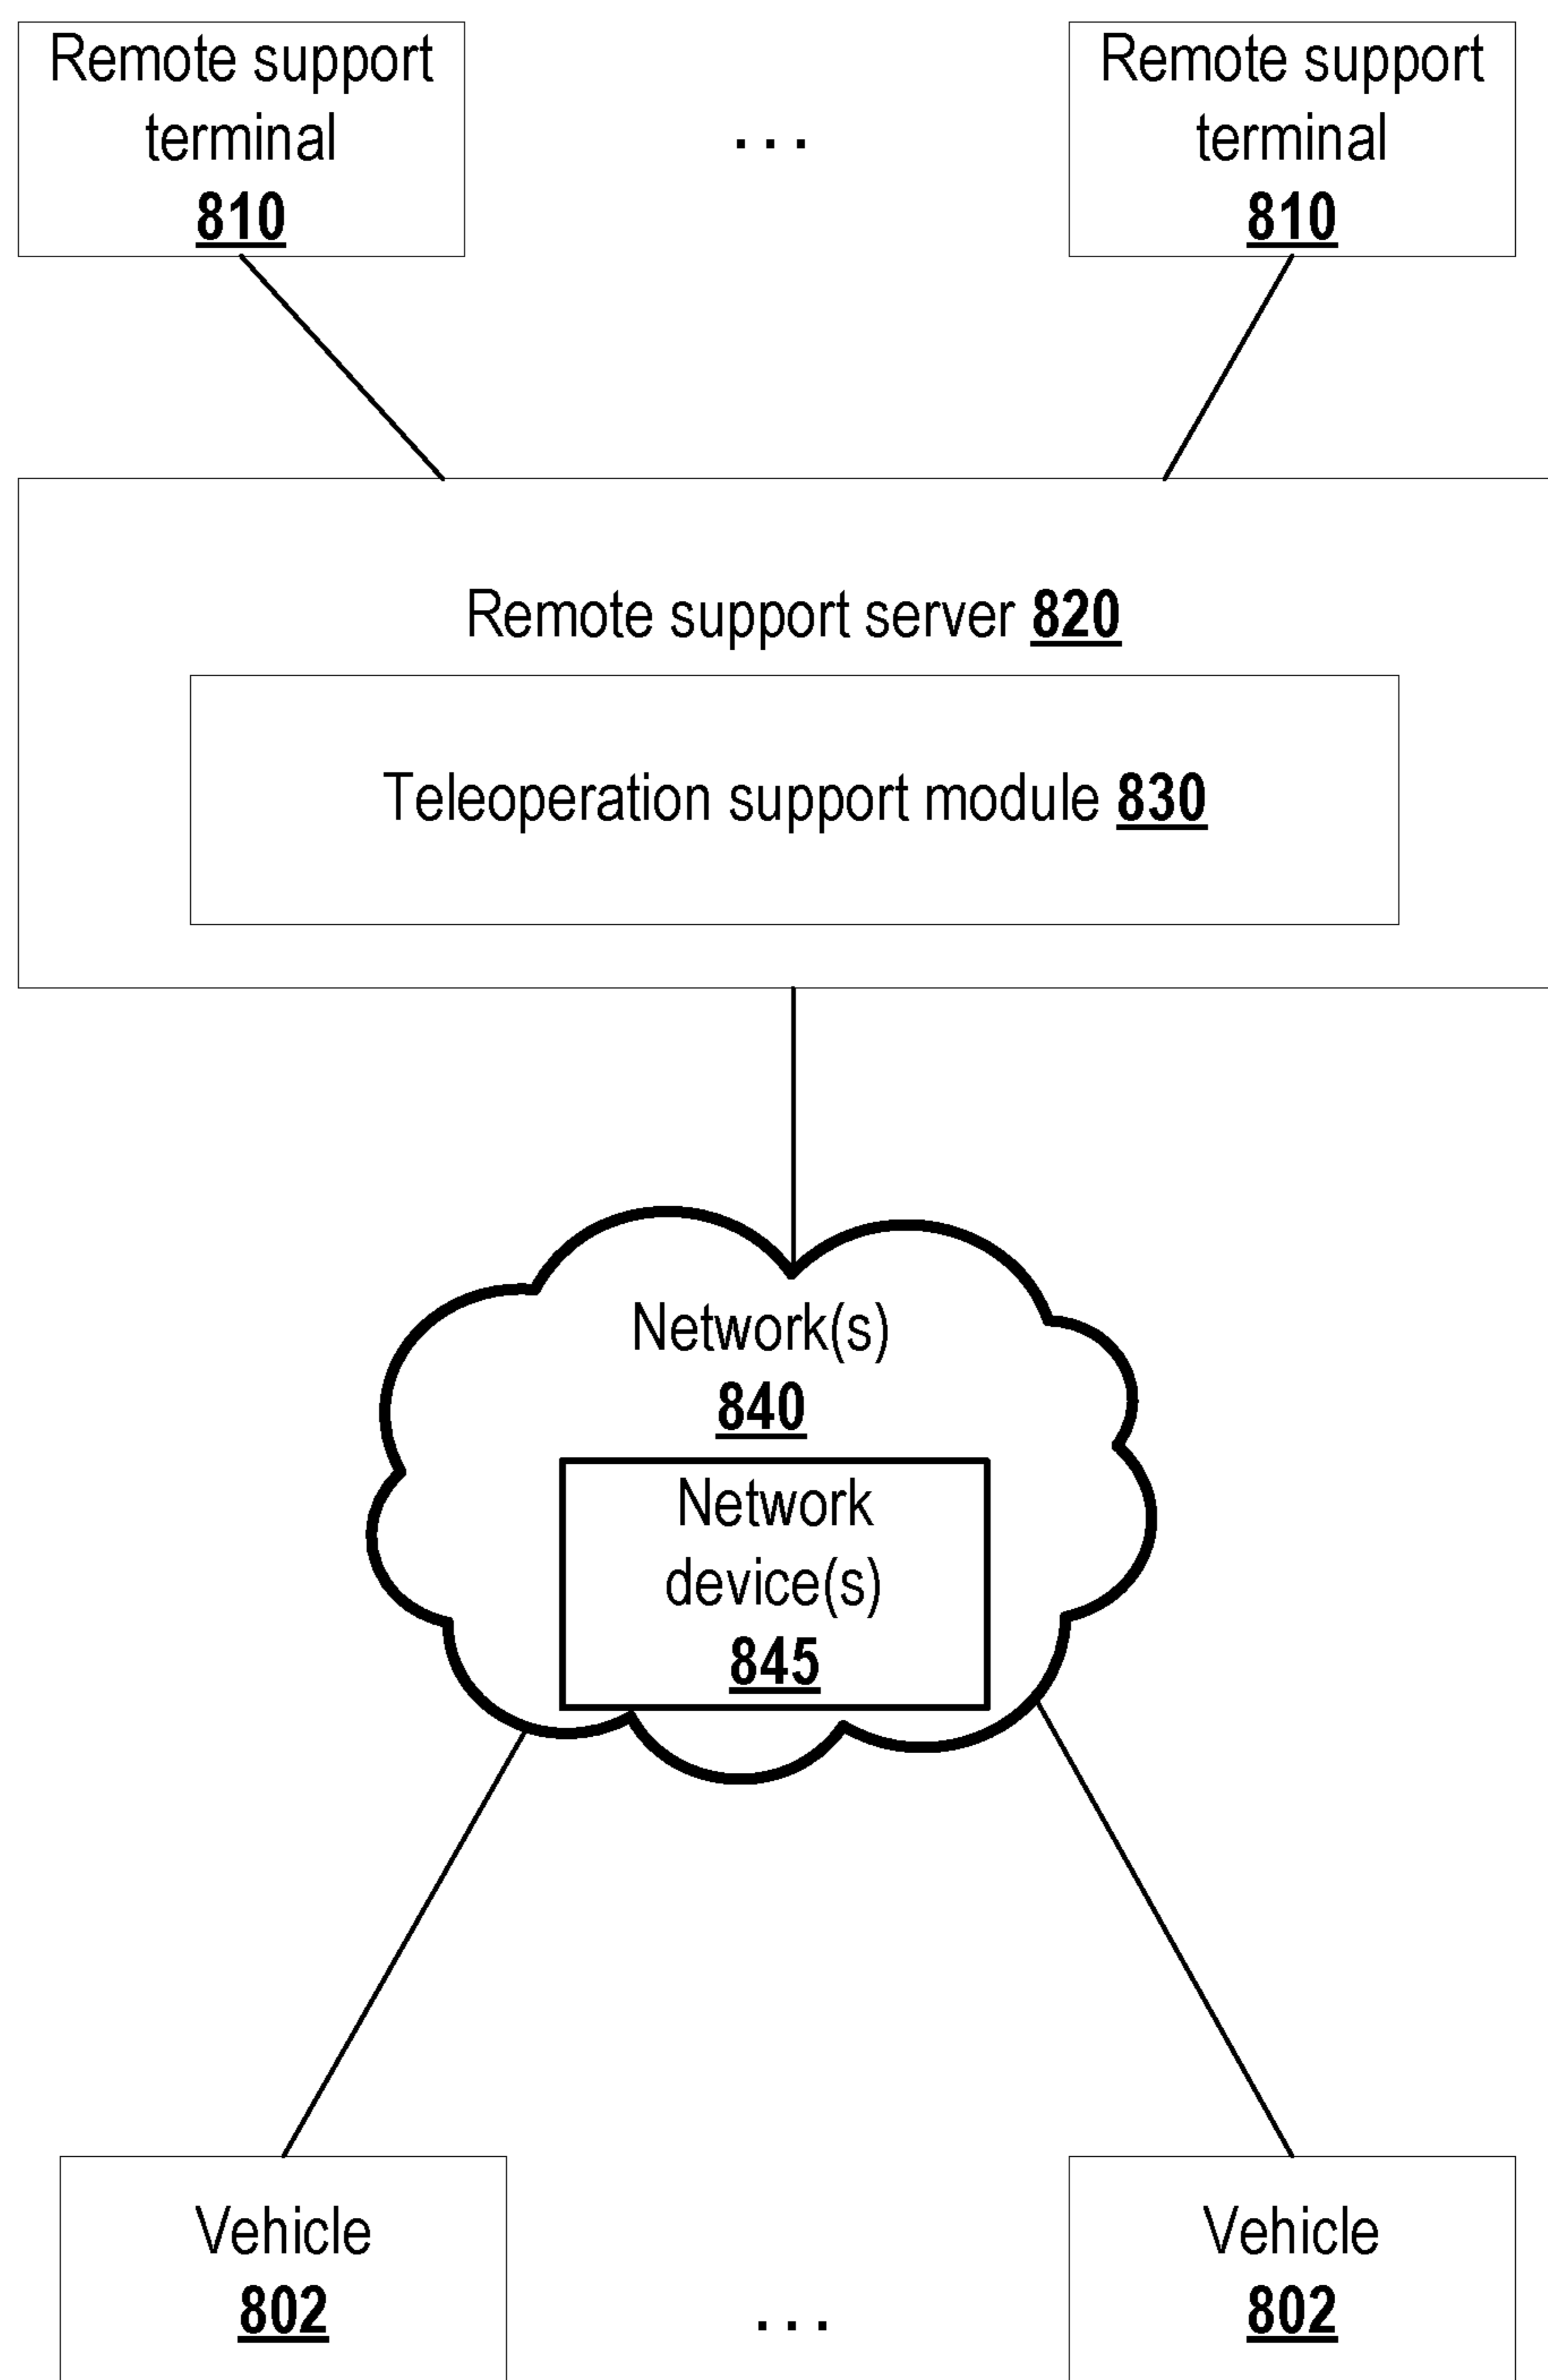 Remote support
terminal
810
...
Remote support
terminal
810
Remote support server 820
Teleoperation support module 830
Network(s)
840
Network
device(s)
845
Vehicle
802
...
Vehicle
802